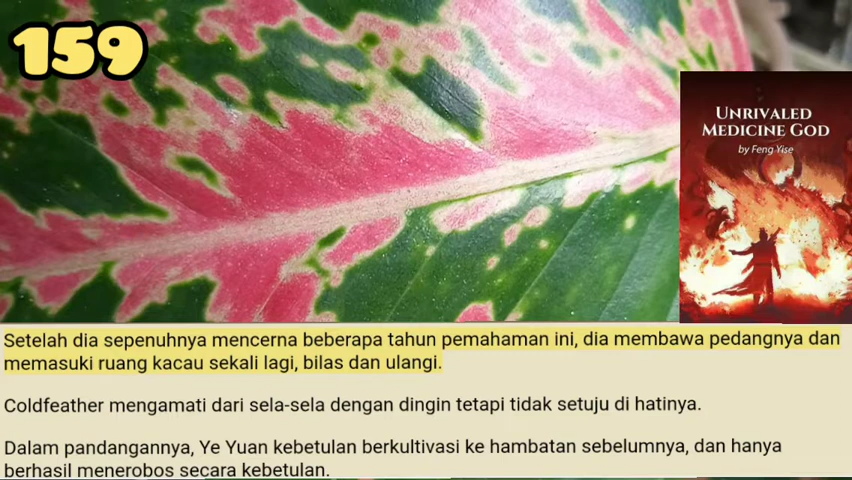 159
UNRIVALED
MEDICINE GOD
by Feng Yise
Setelah dia sepenuhnya mencerna beberapa tahun pemahaman ini, dia membawa pedangnya dan
memasuki ruang kacau sekali lagi, bilas dan ulangi.
Coldfeather mengamati dari sela-sela dengan dingin tetapi tidak setuju di hatinya.
Dalam pandangannya, Ye Yuan kebetulan berkultivasi ke hambatan sebelumnya, dan hanya
berhasil menerobos secara kebetulan.